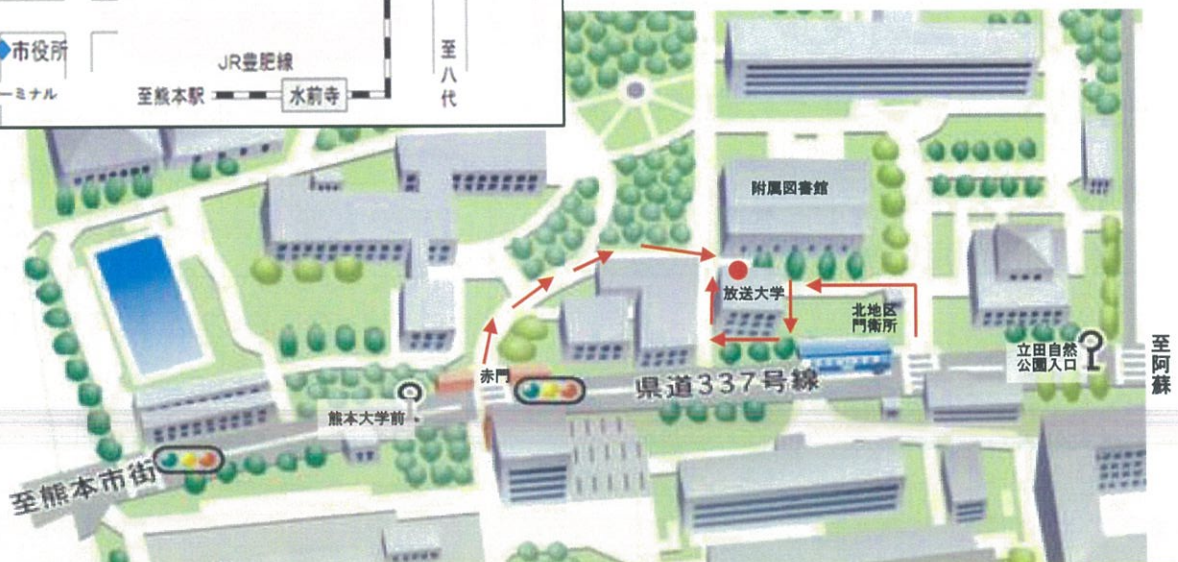 市役所
ーミナル
JR豊肥線
至熊本駅
水前寺
至八代
附属図書館
放送大学
北地区
門衛所
立田自然
公園入口
至阿蘇
赤門
県道337号線
熊本大学前
至熊本市街